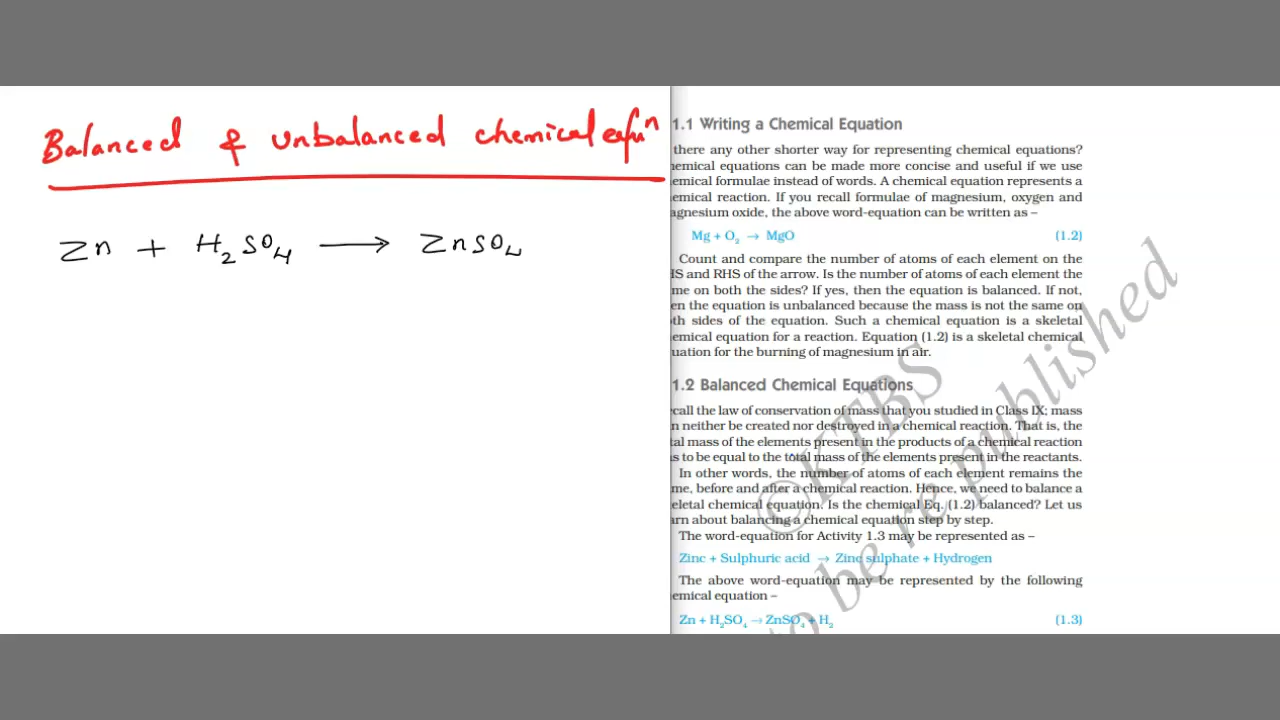 Balanced & unbalanced chemical equⁿ
Zn + H₂SO₄ ⟶ ZnSO₄
1.1 Writing a Chemical Equation
there any other shorter way for representing chemical equations?
hemical equations can be made more concise and useful if we use
emical formulae instead of words. A chemical equation represents a
emical reaction. If you recall formulae of magnesium, oxygen and
agnesium oxide, the above word-equation can be written as –
Mg + O₂ → MgO (1.2)
Count and compare the number of atoms of each element on the
HS and RHS of the arrow. Is the number of atoms of each element the
me on both the sides? If yes, then the equation is balanced. If not,
en the equation is unbalanced because the mass is not the same on
th sides of the equation. Such a chemical equation is a skeletal
emical equation for a reaction. Equation (1.2) is a skeletal chemical
uation for the burning of magnesium in air.
1.2 Balanced Chemical Equations
call the law of conservation of mass that you studied in Class IX; mass
n neither be created nor destroyed in a chemical reaction. That is, the
tal mass of the elements present in the products of a chemical reaction
s to be equal to the total mass of the elements present in the reactants.
In other words, the number of atoms of each element remains the
me, before and after a chemical reaction. Hence, we need to balance a
eletal chemical equation. Is the chemical Eq. (1.2) balanced? Let us
arn about balancing a chemical equation step by step.
The word-equation for Activity 1.3 may be represented as –
Zinc + Sulphuric acid → Zinc sulphate + Hydrogen
The above word-equation may be represented by the following
emical equation –
Zn + H₂SO₄ → ZnSO₄ + H₂ (1.3)
©KTBS
to be republished